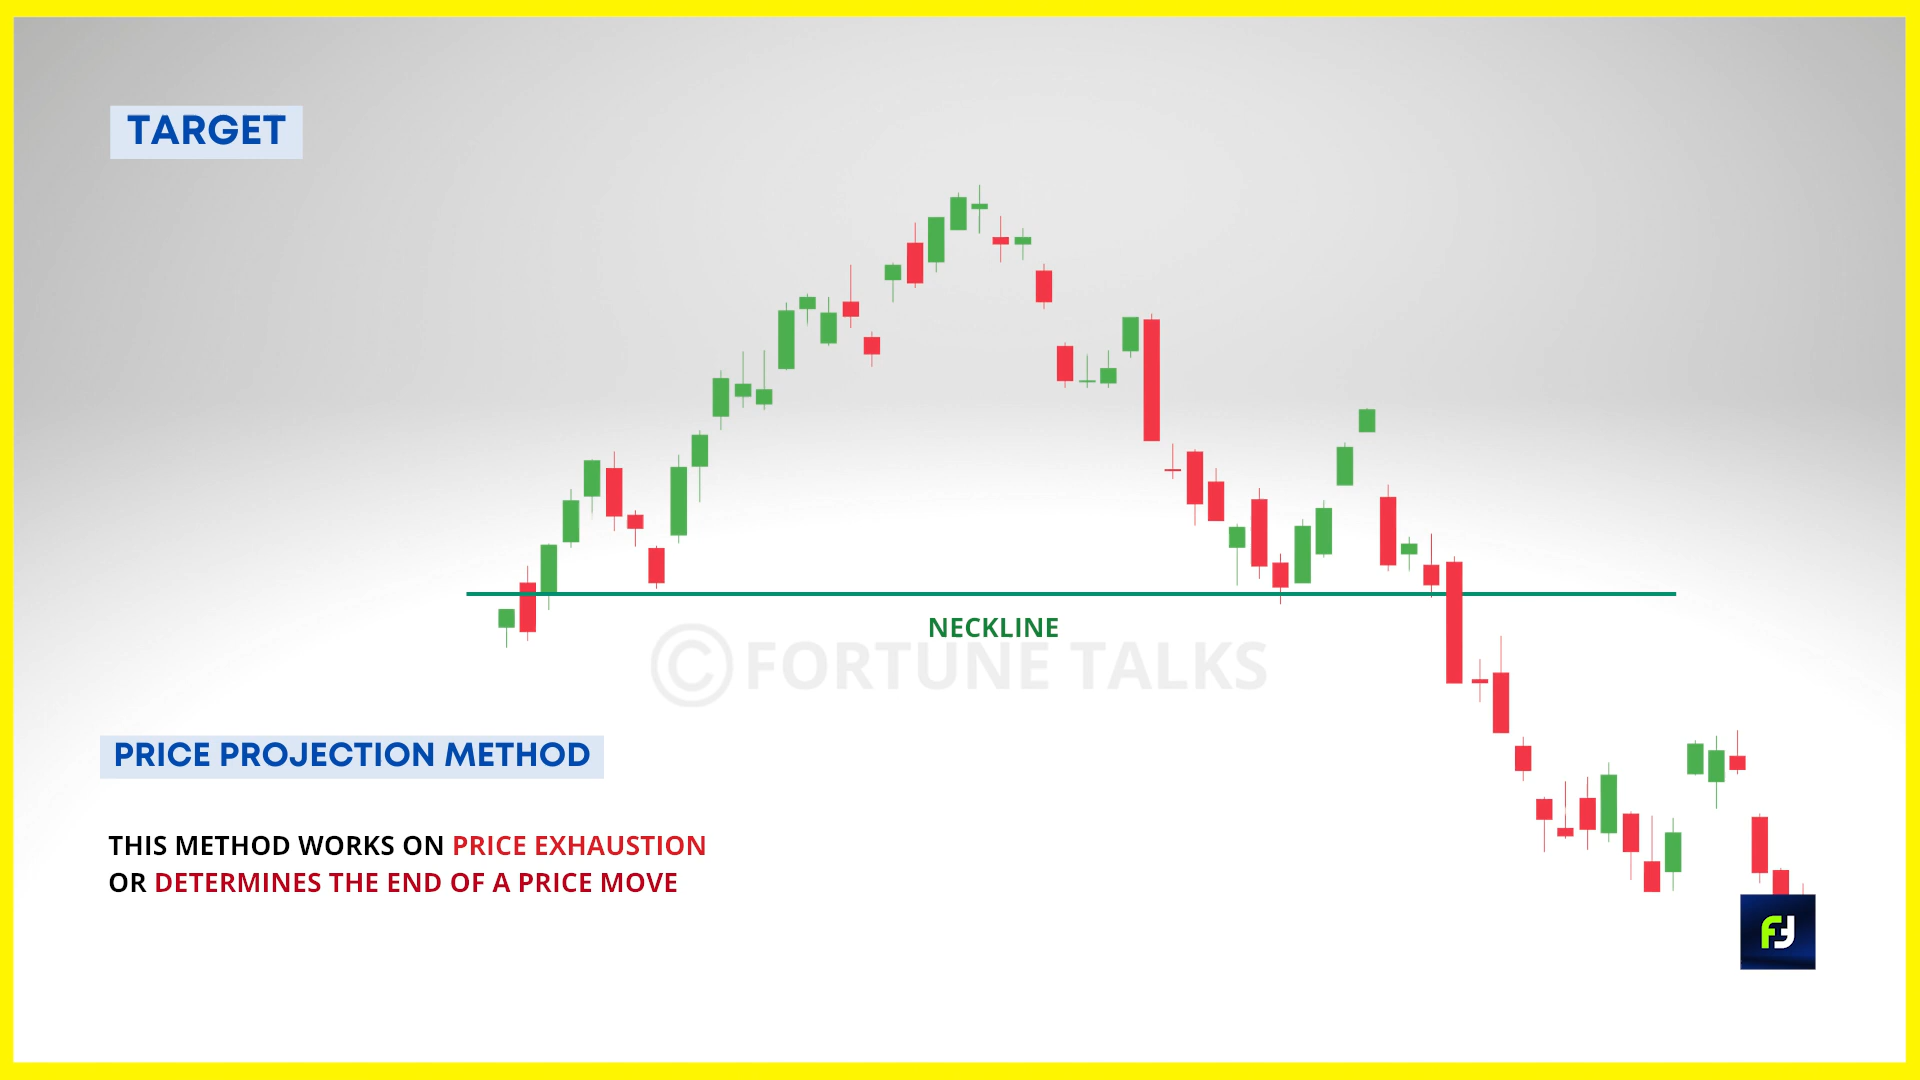 TARGET
NECKLINE
© FORTUNE TALKS
PRICE PROJECTION METHOD
THIS METHOD WORKS ON PRICE EXHAUSTION
OR DETERMINES THE END OF A PRICE MOVE